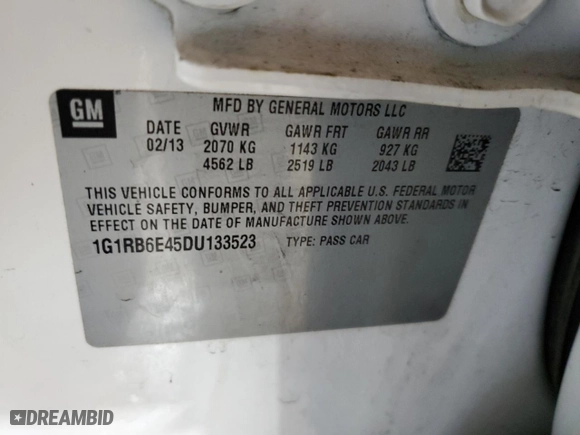 GM
MFD BY GENERAL MOTORS LLC
DATE GVWR GAWR FRT GAWR RR
02/13 2070 KG 1143 KG 927 KG
4562 LB 2519 LB 2043 LB
THIS VEHICLE CONFORMS TO ALL APPLICABLE U.S. FEDERAL MOTOR
VEHICLE SAFETY, BUMPER, AND THEFT PREVENTION STANDARDS IN
EFFECT ON THE DATE OF MANUFACTURE SHOWN ABOVE.
1G1RB6E45DU133523 TYPE: PASS CAR
DREAMBID